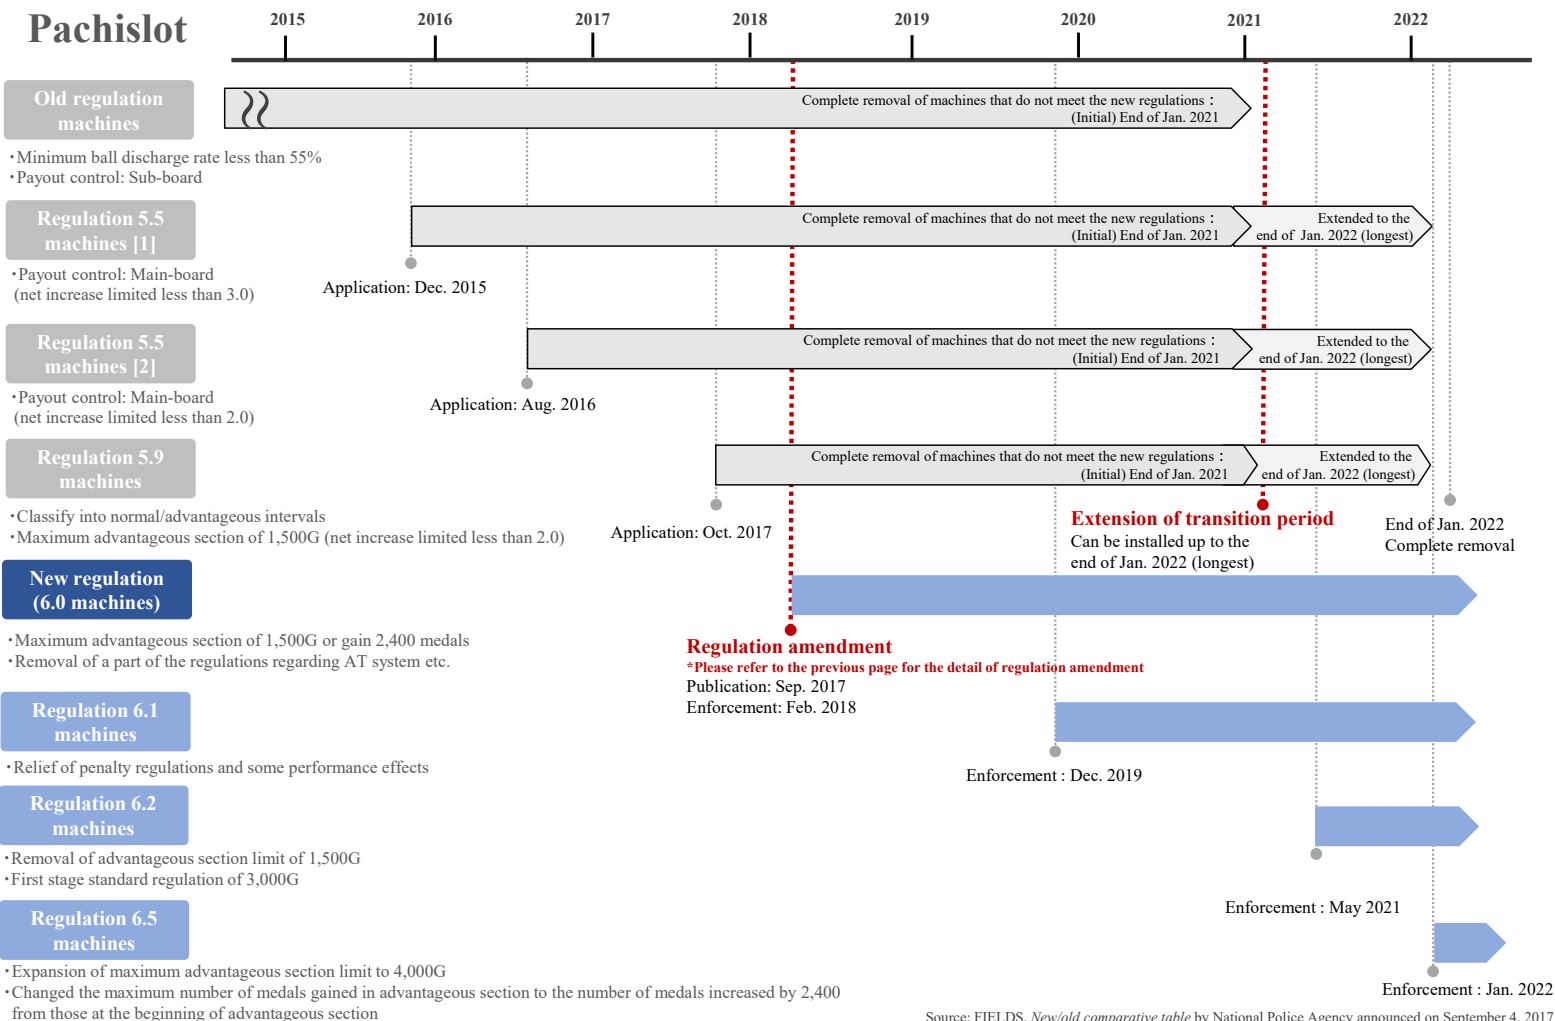 Pachislot
2015 2016 2017 2018 2019 2020 2021 2022
Old regulation
machines
Complete removal of machines that do not meet the new regulations：
(Initial) End of Jan. 2021
・Minimum ball discharge rate less than 55%
・Payout control: Sub-board
Regulation 5.5
machines [1]
Complete removal of machines that do not meet the new regulations：
(Initial) End of Jan. 2021
Extended to the
end of Jan. 2022 (longest)
・Payout control: Main-board
(net increase limited less than 3.0)
Application: Dec. 2015
Regulation 5.5
machines [2]
Complete removal of machines that do not meet the new regulations：
(Initial) End of Jan. 2021
Extended to the
end of Jan. 2022 (longest)
・Payout control: Main-board
(net increase limited less than 2.0)
Application: Aug. 2016
Regulation 5.9
machines
Complete removal of machines that do not meet the new regulations：
(Initial) End of Jan. 2021
Extended to the
end of Jan. 2022 (longest)
・Classify into normal/advantageous intervals
・Maximum advantageous section of 1,500G (net increase limited less than 2.0)
Application: Oct. 2017
Extension of transition period
Can be installed up to the
end of Jan. 2022 (longest)
End of Jan. 2022
Complete removal
New regulation
(6.0 machines)
・Maximum advantageous section of 1,500G or gain 2,400 medals
・Removal of a part of the regulations regarding AT system etc.
Regulation amendment
*Please refer to the previous page for the detail of regulation amendment
Publication: Sep. 2017
Enforcement: Feb. 2018
Regulation 6.1
machines
・Relief of penalty regulations and some performance effects
Enforcement : Dec. 2019
Regulation 6.2
machines
・Removal of advantageous section limit of 1,500G
・First stage standard regulation of 3,000G
Enforcement : May 2021
Regulation 6.5
machines
・Expansion of maximum advantageous section limit to 4,000G
・Changed the maximum number of medals gained in advantageous section to the number of medals increased by 2,400
from those at the beginning of advantageous section
Enforcement : Jan. 2022
Source: FIELDS, New/old comparative table by National Police Agency announced on September 4, 2017